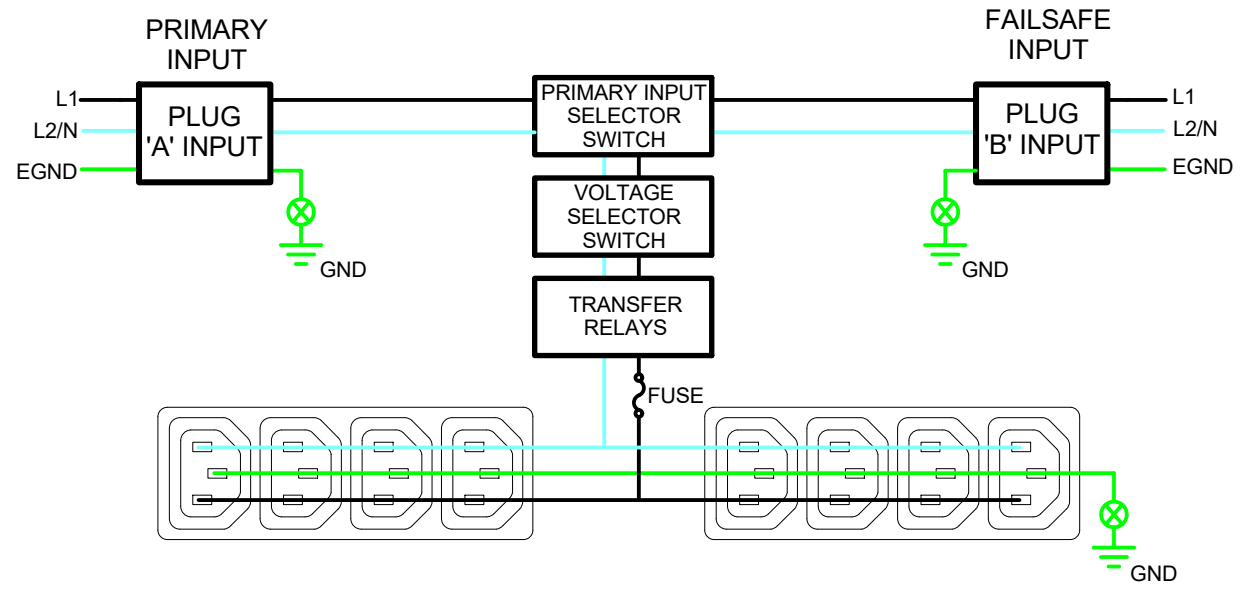 PRIMARY
INPUT
FAILSAFE
INPUT
L1
L2/N
EGND
PLUG
'A' INPUT
PRIMARY INPUT
SELECTOR
SWITCH
PLUG
'B' INPUT
L1
L2/N
EGND
VOLTAGE
SELECTOR
SWITCH
GND
GND
TRANSFER
RELAYS
FUSE
GND